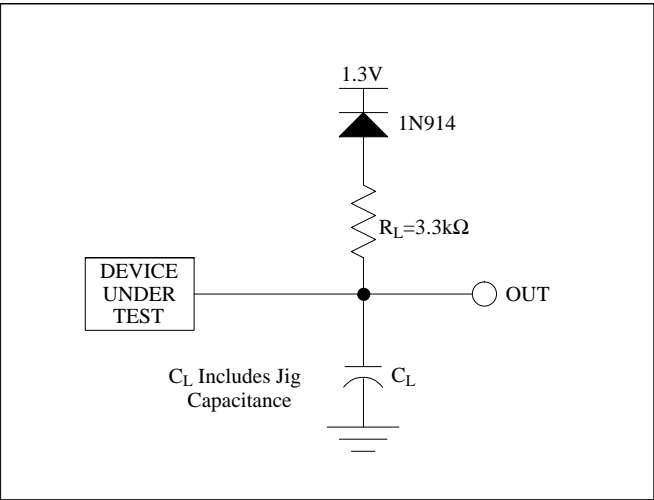 1.3V
1N914
R_L=3.3kΩ
DEVICE
UNDER
TEST
OUT
C_L Includes Jig
Capacitance
C_L